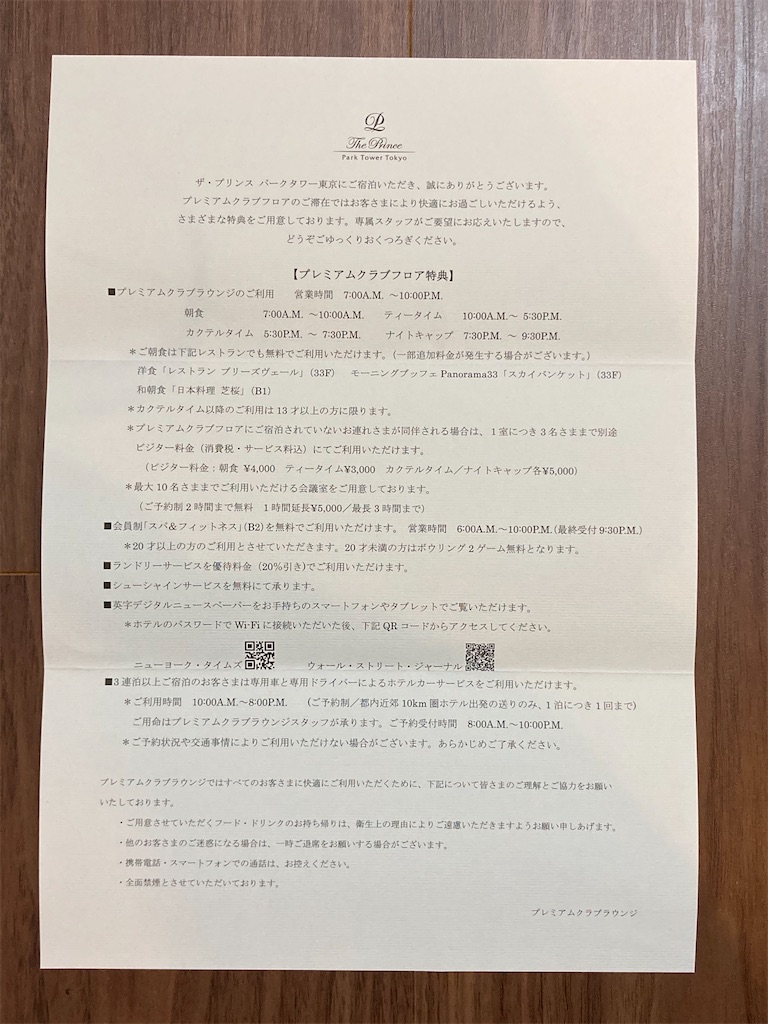 The Prince
Park Tower Tokyo
ザ・プリンス パークタワー東京にご宿泊いただき、誠にありがとうございます。
プレミアムクラブフロアのご滞在ではお客さまにより快適にお過ごしいただけるよう、
さまざまな特典をご用意しております。専属スタッフがご要望にお応えいたしますので、
どうぞごゆっくりおくつろぎください。
【プレミアムクラブフロア特典】
■プレミアムクラブラウンジのご利用　営業時間　7:00A.M. ～10:00P.M.
朝食　7:00A.M. ～10:00A.M.　ティータイム　10:00A.M.～ 5:30P.M.
カクテルタイム　5:30P.M. ～ 7:30P.M.　ナイトキャップ　7:30P.M. ～ 9:30P.M.
＊ご朝食は下記レストランでも無料でご利用いただけます。(一部追加料金が発生する場合がございます。)
洋食「レストラン ブリーズヴェール」（33F）　モーニングブッフェ Panorama33「スカイバンケット」（33F）
和朝食「日本料理 芝桜」（B1）
＊カクテルタイム以降のご利用は 13 才以上の方に限ります。
＊プレミアムクラブフロアにご宿泊されていないお連れさまが同伴される場合は、1 室につき 3 名さままで別途
ビジター料金（消費税・サービス料込）にてご利用いただけます。
（ビジター料金：朝食 ¥4,000　ティータイム¥3,000　カクテルタイム／ナイトキャップ各¥5,000）
＊最大 10 名さままでご利用いただける会議室をご用意しております。
（ご予約制 2 時間まで無料　1 時間延長¥5,000／最長 3 時間まで）
■会員制「スパ＆フィットネス」（B2）を無料でご利用いただけます。　営業時間　6:00A.M.～10:00P.M.(最終受付 9:30P.M.)
＊20 才以上の方のご利用とさせていただきます。20 才未満の方はボウリング 2 ゲーム無料となります。
■ランドリーサービスを優待料金（20％引き)でご利用いただけます。
■シューシャインサービスを無料にて承ります。
■英字デジタルニュースペーパーをお手持ちのスマートフォンやタブレットでご覧いただけます。
＊ホテルのパスワードで Wi-Fi に接続いただいた後、下記 QR コードからアクセスしてください。
ニューヨーク・タイムズ　ウォール・ストリート・ジャーナル
■3 連泊以上ご宿泊のお客さまは専用車と専用ドライバーによるホテルカーサービスをご利用いただけます。
＊ご利用時間　10:00A.M.～8:00P.M.　(ご予約制／都内近郊 10km 圏ホテル出発の送りのみ、1 泊につき 1 回まで)
ご用命はプレミアムクラブラウンジスタッフが承ります。ご予約受付時間　8:00A.M.～10:00P.M.
＊ご予約状況や交通事情によりご利用いただけない場合がございます。あらかじめご了承ください。
プレミアムクラブラウンジではすべてのお客さまに快適にご利用いただくために、下記について皆さまのご理解とご協力をお願い
いたしております。
・ご用意させていただくフード・ドリンクのお持ち帰りは、衛生上の理由によりご遠慮いただきますようお願い申しあげます。
・他のお客さまのご迷惑になる場合は、一時ご退席をお願いする場合がございます。
・携帯電話・スマートフォンでの通話は、お控えください。
・全面禁煙とさせていただいております。
プレミアムクラブラウンジ